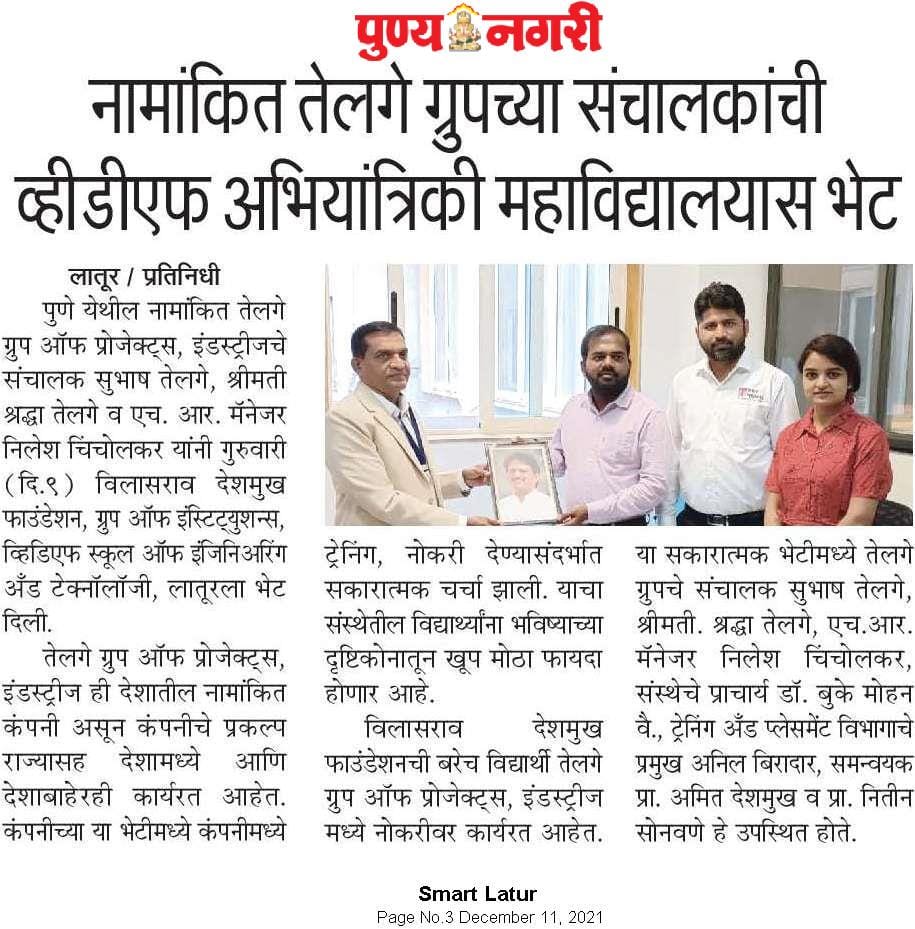 पुण्य नगरी
नामांकित तेलगे ग्रुपच्या संचालकांची
व्हीडीएफ अभियांत्रिकी महाविद्यालयास भेट
लातूर / प्रतिनिधी
पुणे येथील नामांकित तेलगे
ग्रुप ऑफ प्रोजेक्ट्स, इंडस्ट्रीजचे
संचालक सुभाष तेलगे, श्रीमती
श्रद्धा तेलगे व एच. आर. मॅनेजर
निलेश चिंचोलकर यांनी गुरुवारी
(दि.९) विलासराव देशमुख
फाउंडेशन, ग्रुप ऑफ इंस्टिट्युशन्स,
व्हिडिएफ स्कूल ऑफ इंजिनिअरिंग
अँड टेक्नॉलॉजी, लातूरला भेट
दिली.
तेलगे ग्रुप ऑफ प्रोजेक्ट्स,
इंडस्ट्रीज ही देशातील नामांकित
कंपनी असून कंपनीचे प्रकल्प
राज्यासह देशामध्ये आणि
देशाबाहेरही कार्यरत आहेत.
कंपनीच्या या भेटीमध्ये कंपनीमध्ये
ट्रेनिंग, नोकरी देण्यासंदर्भात
सकारात्मक चर्चा झाली. याचा
संस्थेतील विद्यार्थ्यांना भविष्याच्या
दृष्टिकोनातून खूप मोठा फायदा
होणार आहे.
विलासराव देशमुख
फाउंडेशनची बरेच विद्यार्थी तेलगे
ग्रुप ऑफ प्रोजेक्ट्स, इंडस्ट्रीज
मध्ये नोकरीवर कार्यरत आहेत.
या सकारात्मक भेटीमध्ये तेलगे
ग्रुपचे संचालक सुभाष तेलगे,
श्रीमती. श्रद्धा तेलगे, एच.आर.
मॅनेजर निलेश चिंचोलकर,
संस्थेचे प्राचार्य डॉ. बुके मोहन
वै., ट्रेनिंग अँड प्लेसमेंट विभागाचे
प्रमुख अनिल बिरादार, समन्वयक
प्रा. अमित देशमुख व प्रा. नितीन
सोनवणे हे उपस्थित होते.
Smart Latur
Page No.3 December 11, 2021